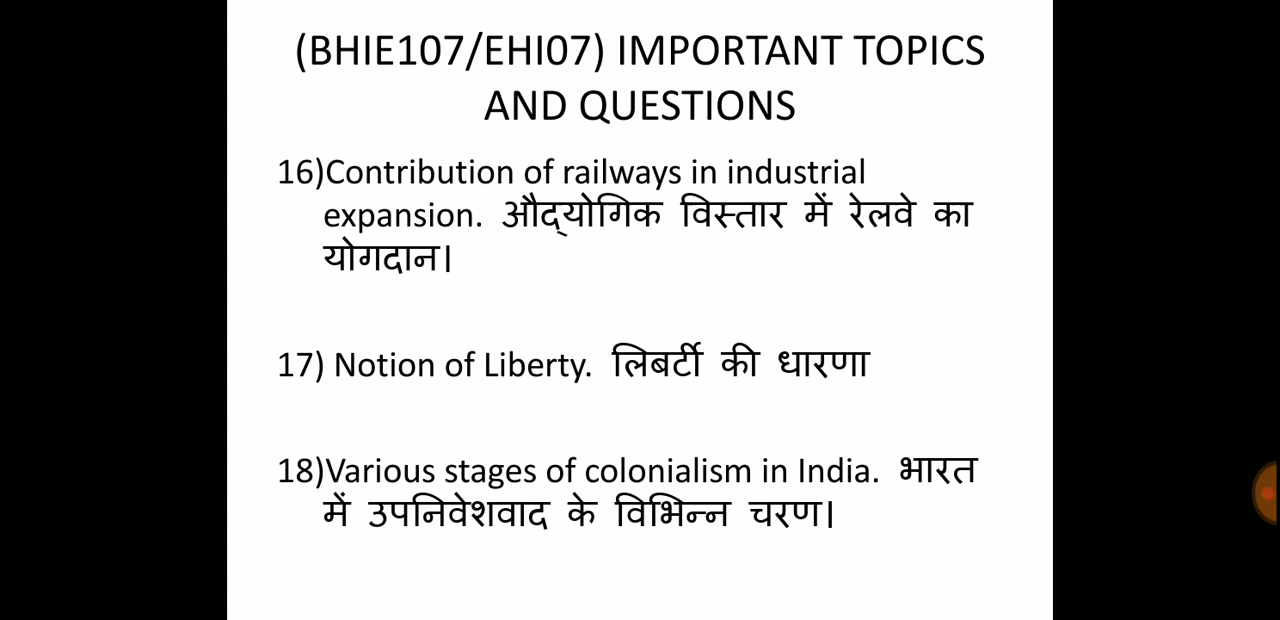 (BHIE107/EHI07) IMPORTANT TOPICS
AND QUESTIONS
16)Contribution of railways in industrial
expansion. औद्योगिक विस्तार में रेलवे का
योगदान।
17) Notion of Liberty. लिबर्टी की धारणा
18)Various stages of colonialism in India. भारत
में उपनिवेशवाद के विभिन्न चरण।